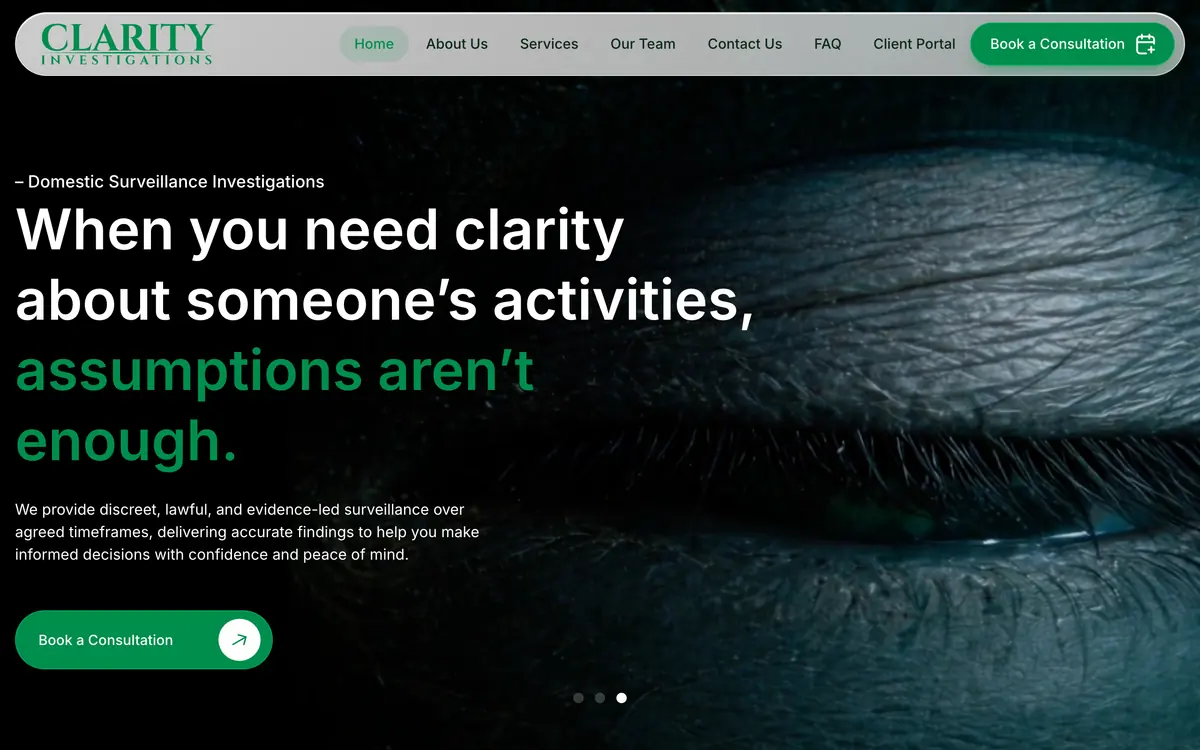 CLARITY
INVESTIGATIONS
Home
About Us
Services
Our Team
Contact Us
FAQ
Client Portal
Book a Consultation
– Domestic Surveillance Investigations
When you need clarity
about someone’s activities,
assumptions aren’t
enough.
We provide discreet, lawful, and evidence-led surveillance over
agreed timeframes, delivering accurate findings to help you make
informed decisions with confidence and peace of mind.
Book a Consultation